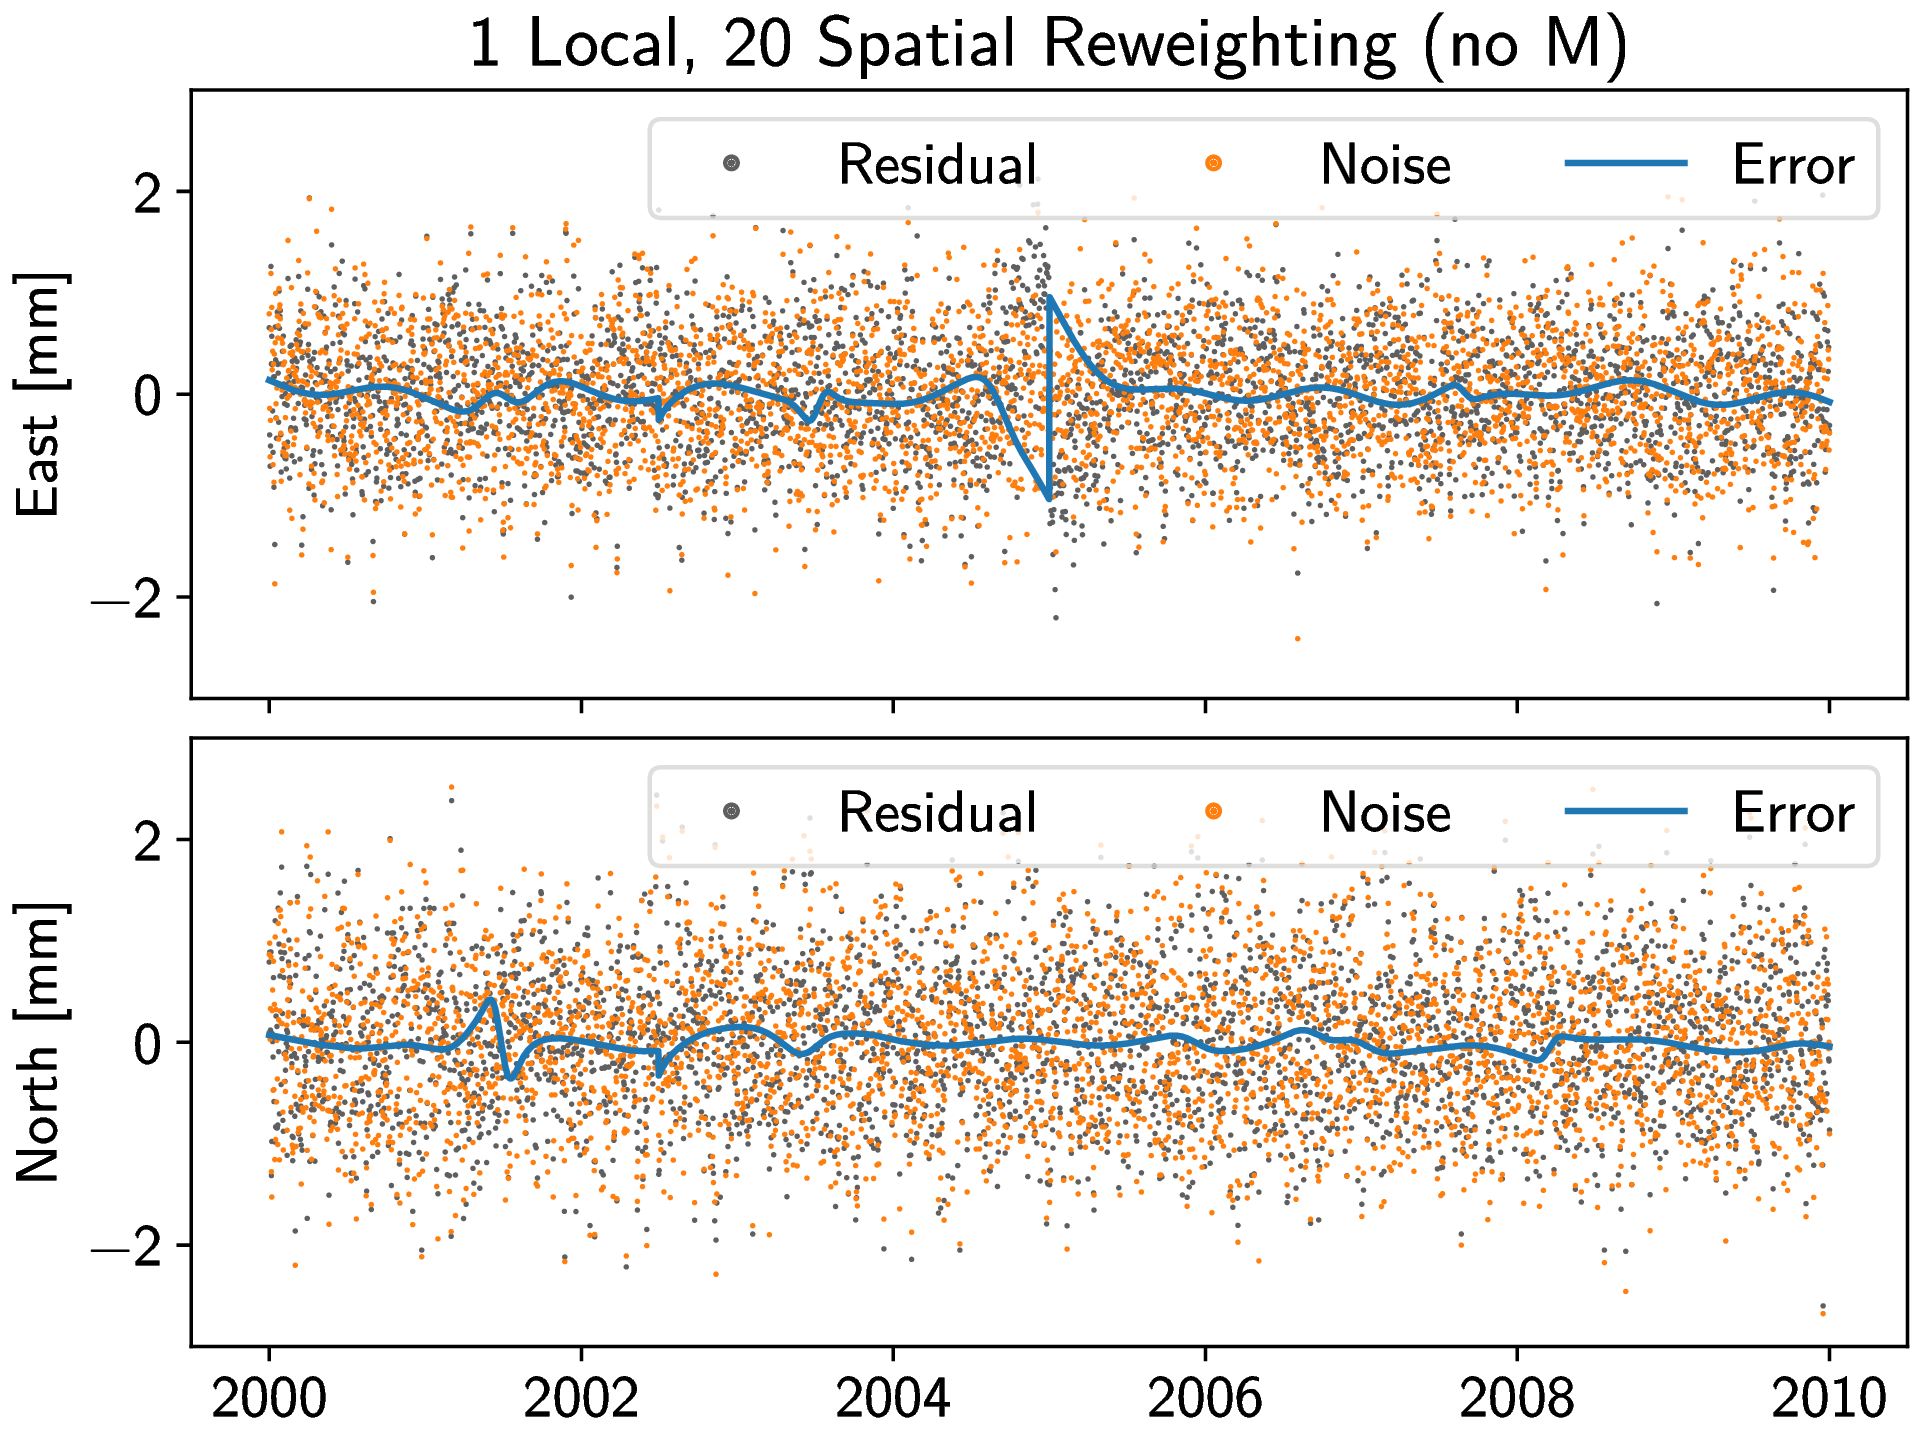 1 Local, 20 Spatial Reweighting (no M)
Residual Noise Error
2
0
−2
East [mm]
Residual Noise Error
2
0
−2
North [mm]
2000 2002 2004 2006 2008 2010